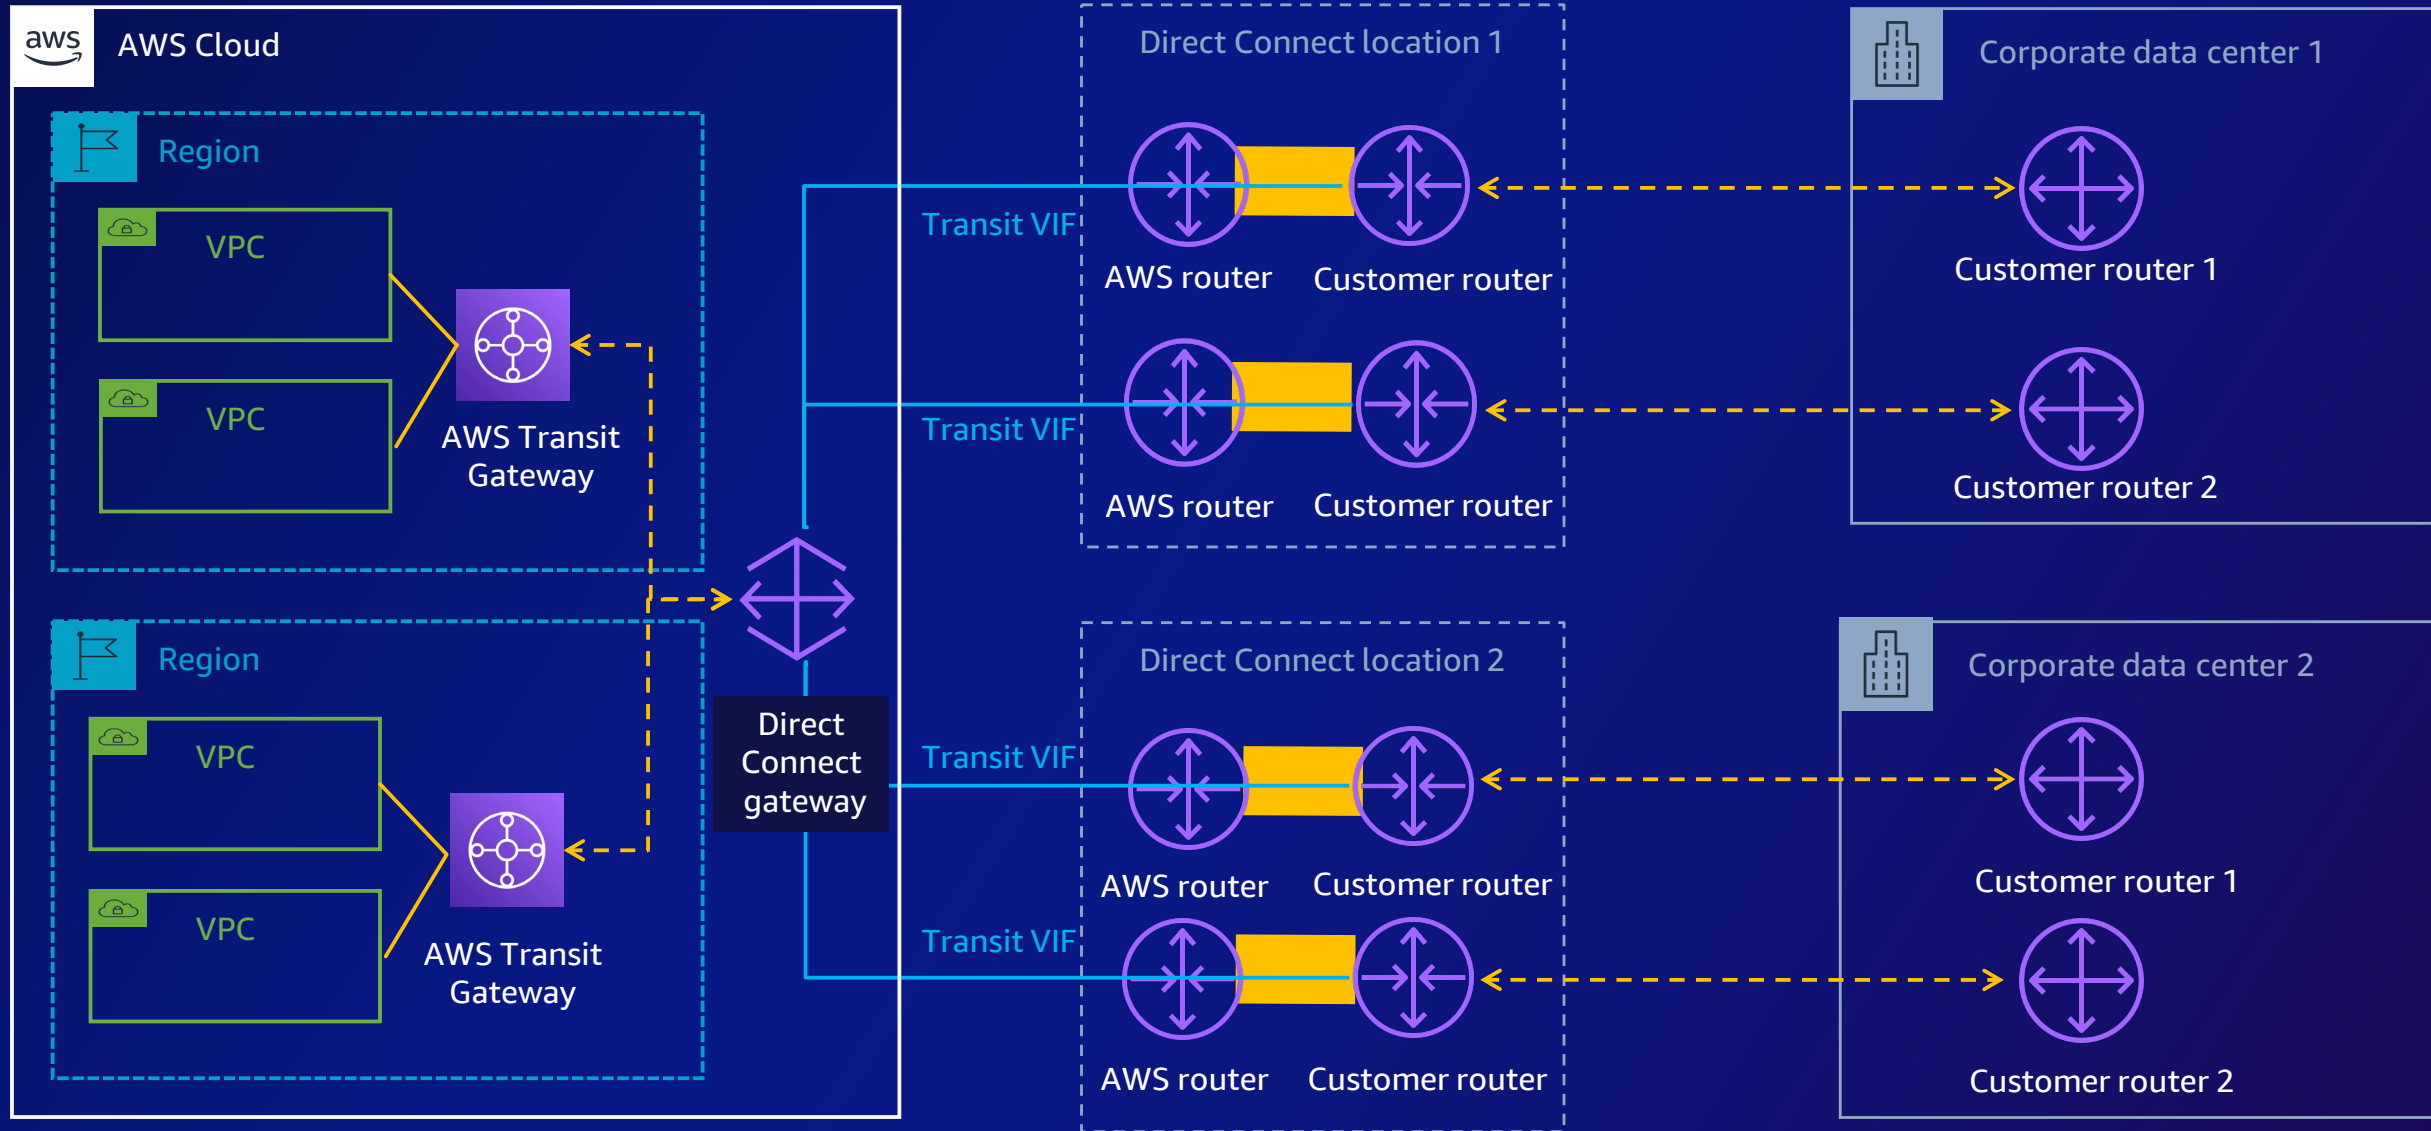 aws
AWS Cloud
Region
VPC
VPC
AWS Transit
Gateway
Region
VPC
VPC
AWS Transit
Gateway
Direct
Connect
gateway
Transit VIF
Transit VIF
Transit VIF
Transit VIF
Direct Connect location 1
AWS router
Customer router
AWS router
Customer router
Direct Connect location 2
AWS router
Customer router
AWS router
Customer router
Corporate data center 1
Customer router 1
Customer router 2
Corporate data center 2
Customer router 1
Customer router 2